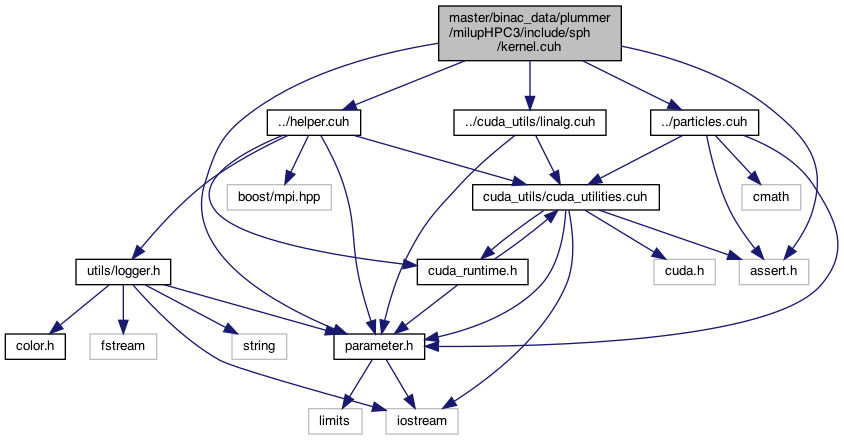 master/binac_data/plummer
/milupHPC3/include/sph
/kernel.cuh
../helper.cuh
../cuda_utils/linalg.cuh
../particles.cuh
boost/mpi.hpp
cuda_utils/cuda_utilities.cuh
cmath
utils/logger.h
cuda_runtime.h
cuda.h
assert.h
color.h
fstream
string
parameter.h
limits
iostream